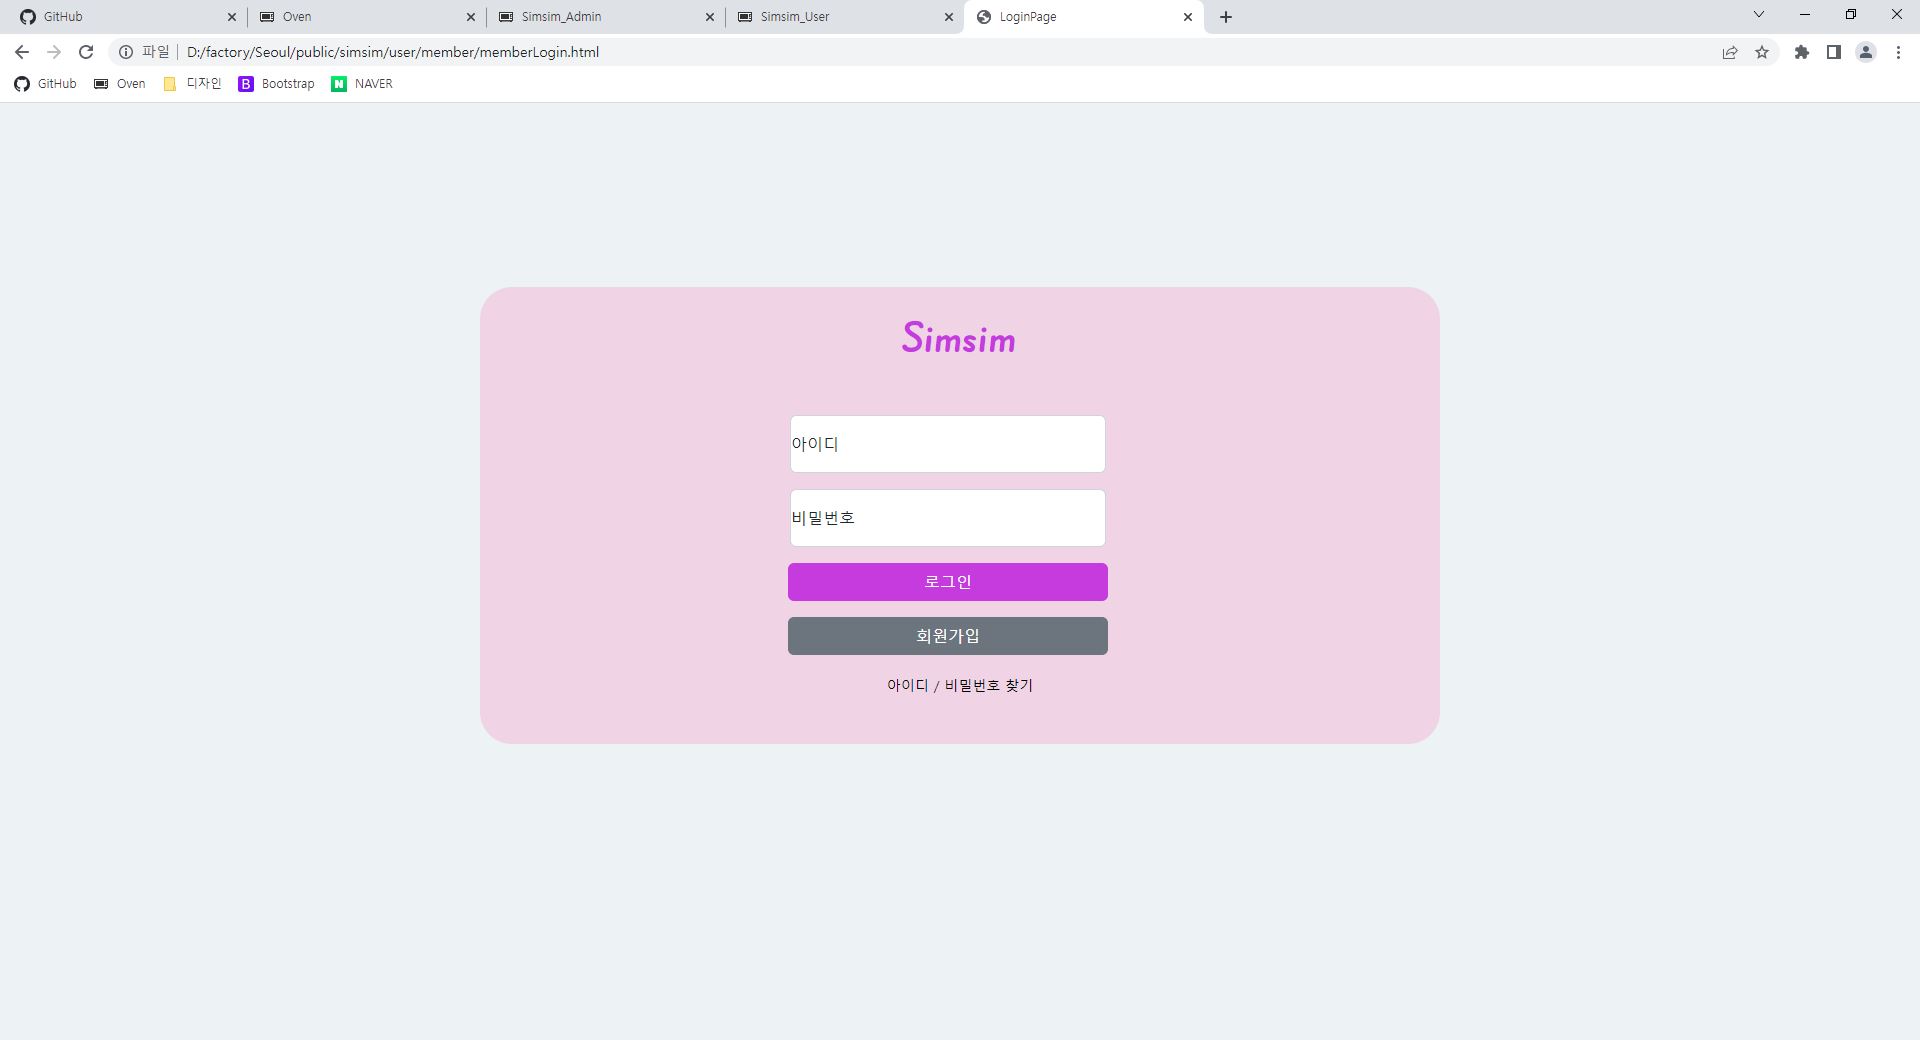 GitHub
Oven
Simsim_Admin
Simsim_User
LoginPage
파일
D:/factory/Seoul/public/simsim/user/member/memberLogin.html
GitHub
Oven
디자인
B
Bootstrap
N
NAVER
Simsim
아이디
비밀번호
로그인
회원가입
아이디 / 비밀번호 찾기